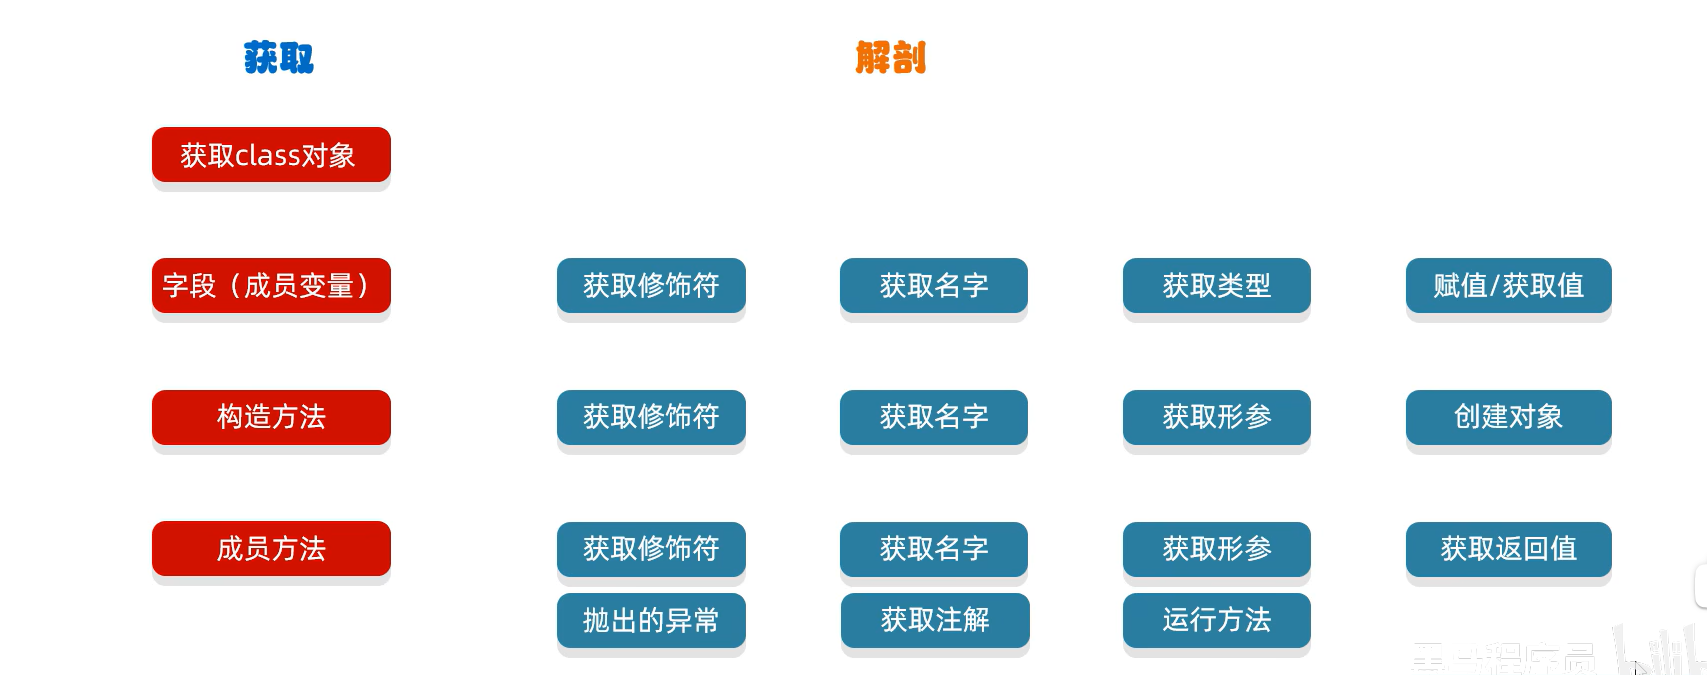 获取 解剖
获取class对象
字段（成员变量） 获取修饰符 获取名字 获取类型 赋值/获取值
构造方法 获取修饰符 获取名字 获取形参 创建对象
成员方法 获取修饰符 获取名字 获取形参 获取返回值
抛出的异常 获取注解 运行方法
程序员